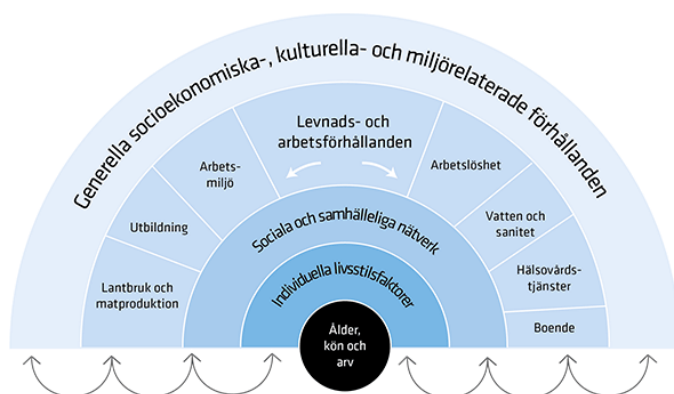 Generella socioekonomiska-, kulturella- och miljörelaterade förhållanden
Levnads- och
arbetsförhållanden
Arbets-
miljö
Utbildning
Lantbruk och
matproduktion
Arbetslöshet
Vatten och
sanitet
Hälsovårds-
tjänster
Boende
Sociala och samhälleliga nätverk
Individuella livsstilsfaktorer
Ålder,
kön och
arv